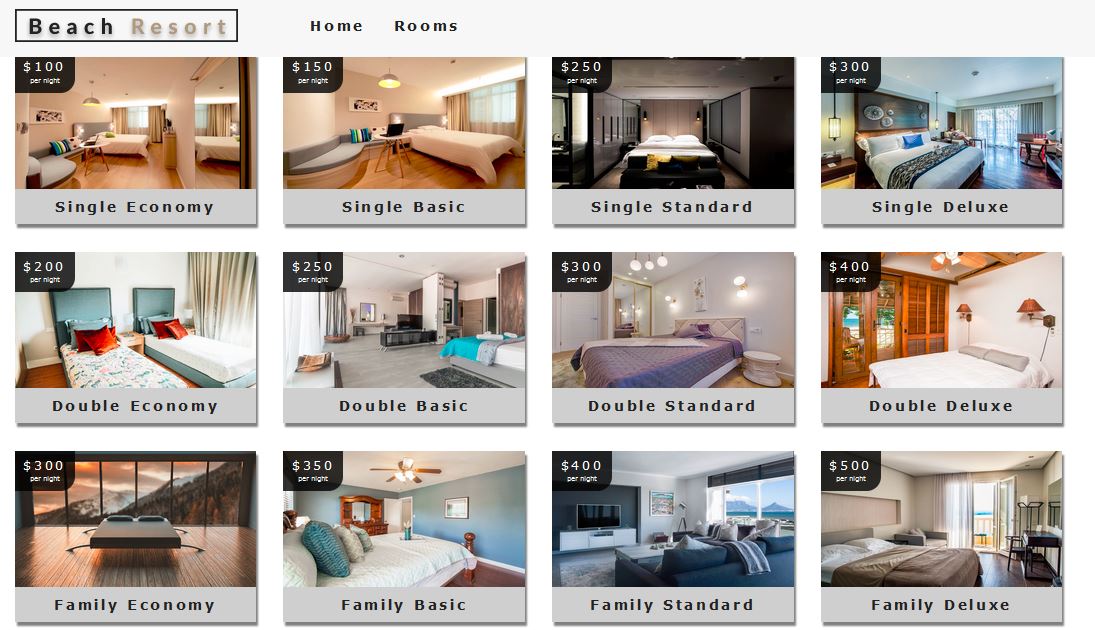 Beach Resort
Home Rooms
$100 $150 $250 $300
per night per night per night per night
Single Economy Single Basic Single Standard Single Deluxe
$200 $250 $300 $400
per night per night per night per night
Double Economy Double Basic Double Standard Double Deluxe
$300 $350 $400 $500
per night per night per night per night
Family Economy Family Basic Family Standard Family Deluxe